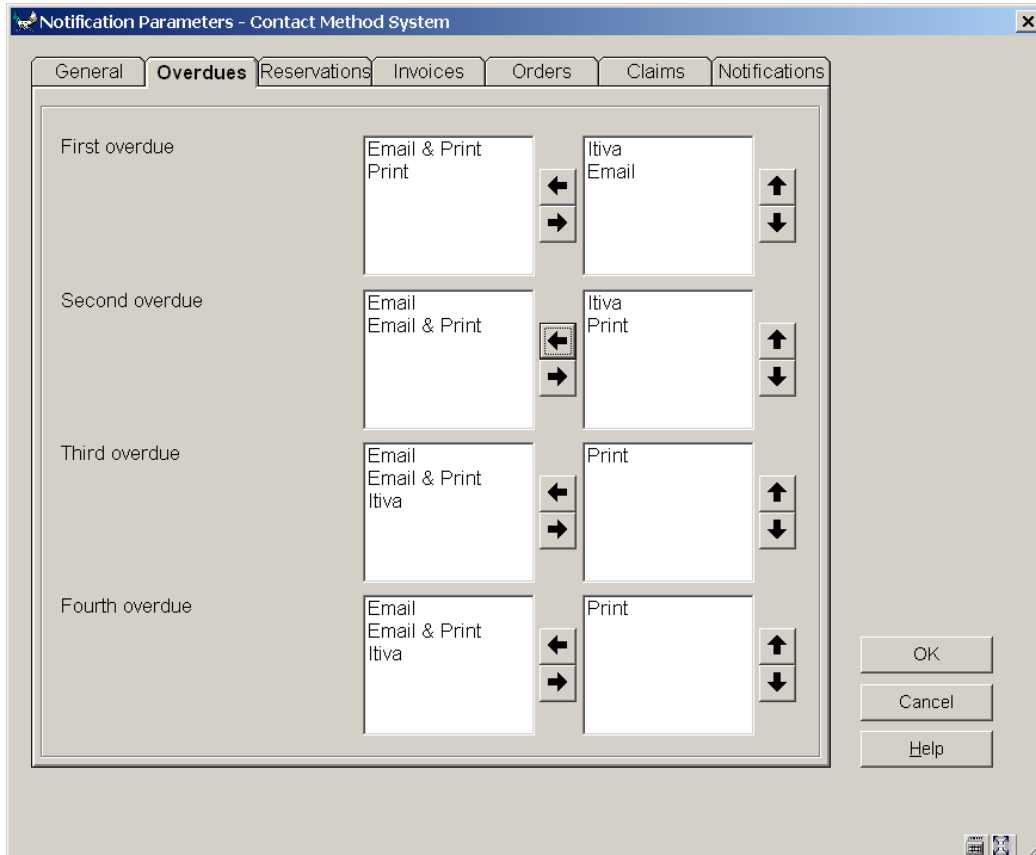 Notification Parameters - Contact Method System
General Overdues Reservations Invoices Orders Claims Notifications
First overdue
Email & Print
Print
Itiva
Email
Second overdue
Email
Email & Print
Itiva
Print
Third overdue
Email
Email & Print
Itiva
Print
Fourth overdue
Email
Email & Print
Itiva
Print
OK
Cancel
Help